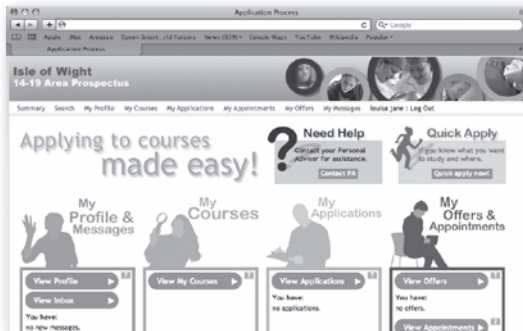 Application Process
Google
Apple .Mac Amazon News YouTube Wikipedia Popular
Application Process
Isle of Wight
14-19 Area Prospectus
Summary Search My Profile My Courses My Applications My Appointments My Offers My Messages louisa jane : Log Out
Applying to courses
made easy!
Need Help
Contact your Personal
Adviser for assistance.
Contact PA
Quick Apply
If you know what you want
to study and where.
Quick apply now!
My
Profile &
Messages
My
Courses
My
Applications
My
Offers &
Appointments
View Profile
View Inbox
You have:
no new messages.
View My Courses
View Applications
You have:
no applications.
View Offers
You have:
no offers.
View Appointments